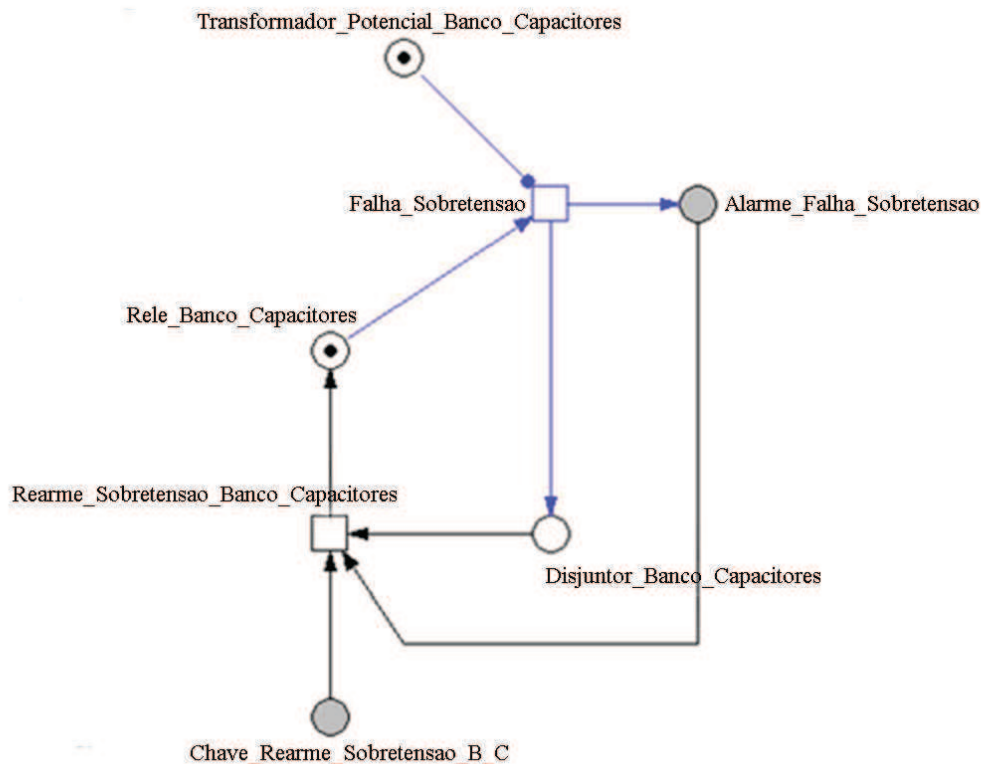 Transformador_Potencial_Banco_Capacitores
Falha_Sobretensao
Alarme_Falha_Sobretensao
Rele_Banco_Capacitores
Rearme_Sobretensao_Banco_Capacitores
Disjuntor_Banco_Capacitores
Chave_Rearme_Sobretensao_B_C